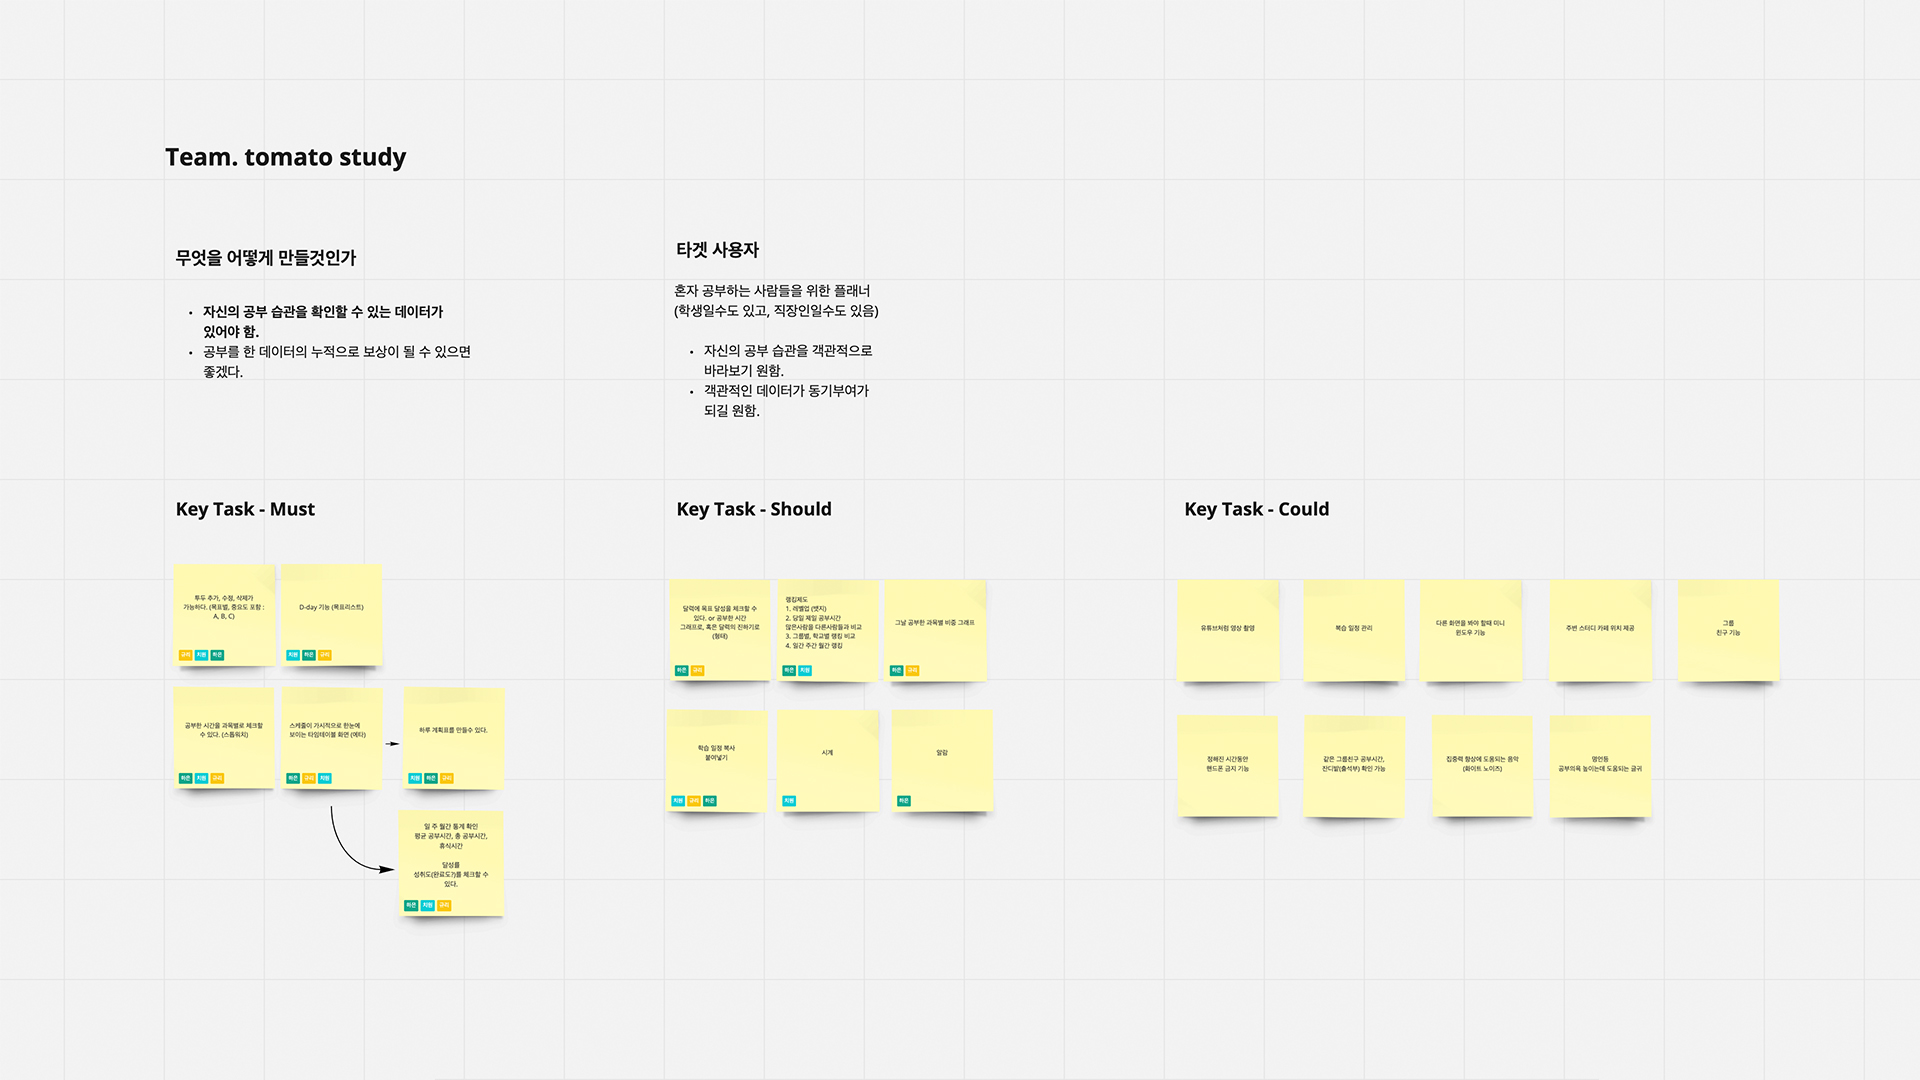 Team. tomato study
무엇을 어떻게 만들것인가
• 자신의 공부 습관을 확인할 수 있는 데이터가
있어야 함.
• 공부를 한 데이터의 누적으로 보상이 될 수 있으면
좋겠다.
타겟 사용자
혼자 공부하는 사람들을 위한 플래너
(학생일수도 있고, 직장인일수도 있음)
• 자신의 공부 습관을 객관적으로
바라보기 원함.
• 객관적인 데이터가 동기부여가
되길 원함.
Key Task - Must
투두 추가, 수정, 삭제가
가능하다. (목표별, 중요도 포함 :
A, B, C)
규리 지원 하은
D-day 기능 (목표리스트)
지원 하은 규리
공부한 시간을 과목별로 체크할
수 있다. (스톱워치)
하은 지원 규리
스케줄이 가시적으로 한눈에
보이는 타임테이블 화면 (에타)
하은 규리 지원
하루 계획표를 만들수 있다.
지원 하은 규리
일 주 월간 통계 확인
평균 공부시간, 총 공부시간,
휴식시간
달성률
성취도(완료도?)를 체크할 수
있다.
하은 지원 규리
Key Task - Should
달력에 목표 달성을 체크할 수
있다. or 공부한 시간
그래프로, 혹은 달력의 진하기로
(형태)
하은 규리
랭킹제도
1. 레벨업 (뱃지)
2. 당일 제일 공부시간
많은사람을 다른사람들과 비교
3. 그룹별, 학교별 랭킹 비교
4. 일간 주간 월간 랭킹
하은 지원
그날 공부한 과목별 비중 그래프
하은 규리
학습 일정 복사
붙여넣기
지원 규리 하은
시계
지원
알람
하은
Key Task - Could
유튜브처럼 영상 촬영
복습 일정 관리
다른 화면을 봐야 할때 미니
윈도우 기능
주변 스터디 카페 위치 제공
그룹
친구 기능
정해진 시간동안
핸드폰 금지 기능
같은 그룹친구 공부시간,
잔디밭(출석부) 확인 가능
집중력 향상에 도움되는 음악
(화이트 노이즈)
명언등
공부의욕 높이는데 도움되는 글귀